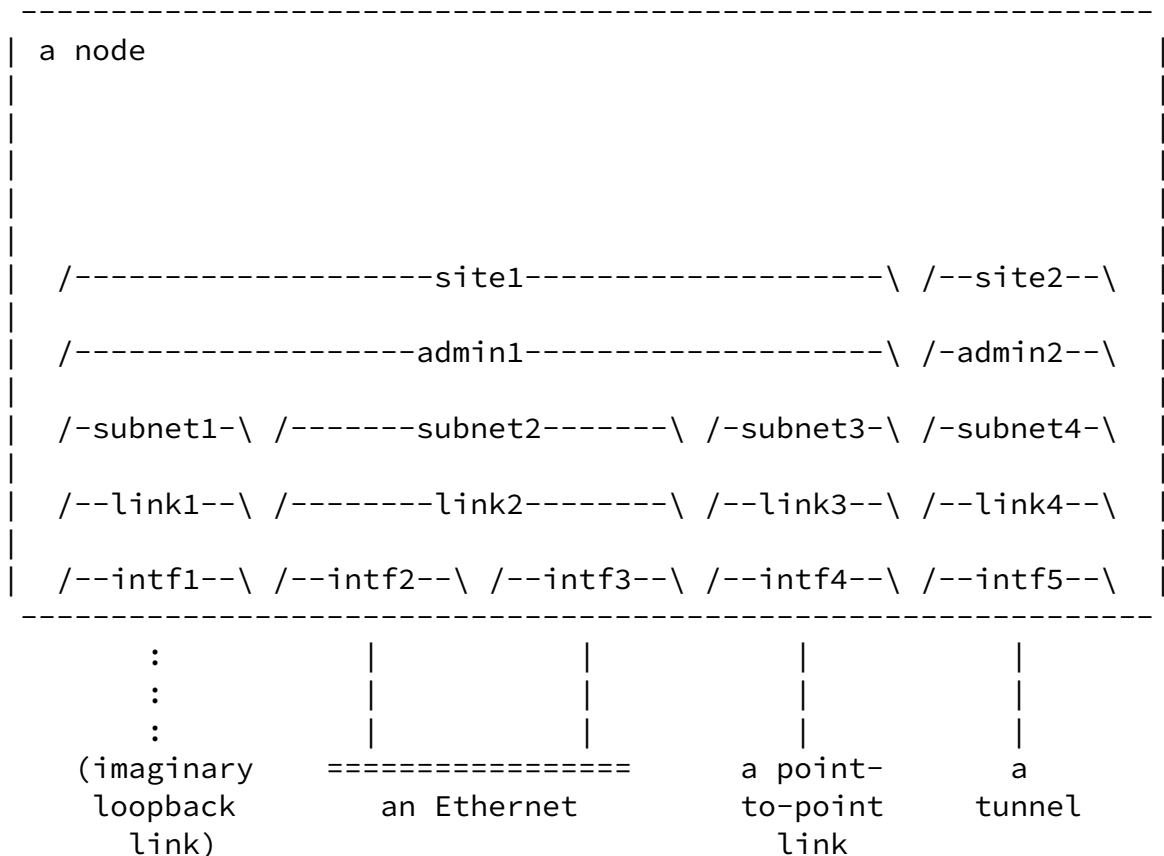 a node
/--------------------site1--------------------\ /--site2--\
/-------------------admin1--------------------\ /-admin2--\
/-subnet1-\ /-------subnet2-------\ /-subnet3-\ /-subnet4-\
/--link1--\ /--------link2--------\ /--link3--\ /--link4--\
/--intf1--\ /--intf2--\ /--intf3--\ /--intf4--\ /--intf5--\
(imaginary ================= a point- a
loopback an Ethernet to-point tunnel
link) link